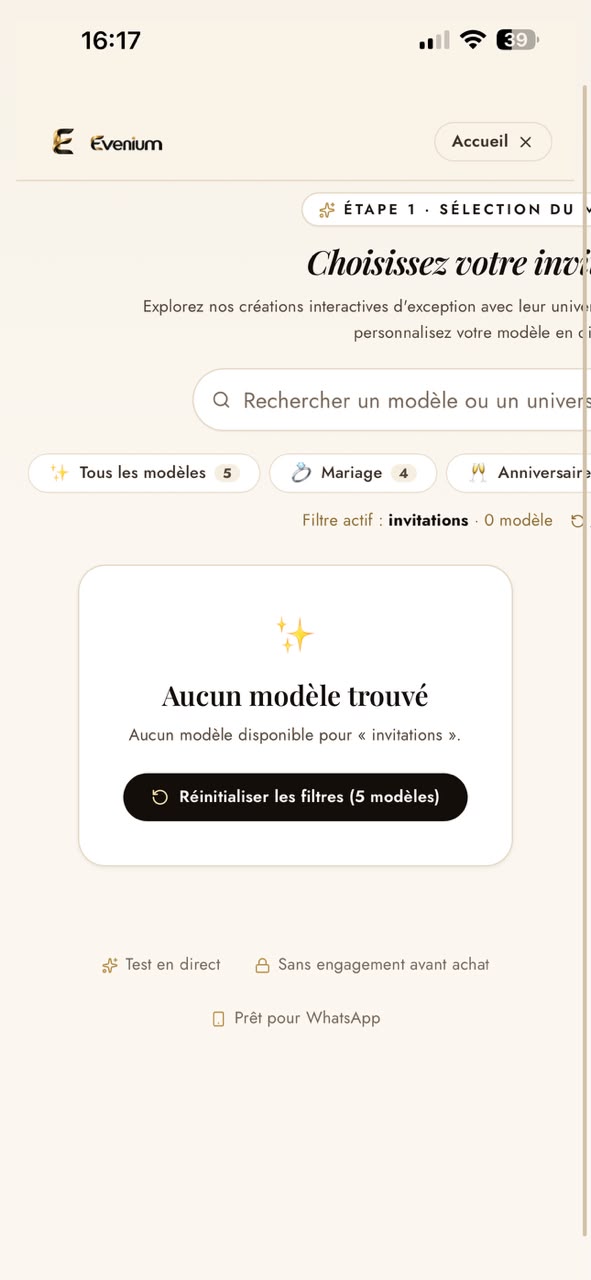 16:17
39
Evenium
Accueil
ÉTAPE 1 · SÉLECTION DU
Choisissez votre
Explorez nos créations interactives d'exception avec leur
personnalisez votre modèle en
Rechercher un modèle ou un
Tous les modèles 5
Mariage 4
Anniversaire
Filtre actif : invitations · 0 modèle
Aucun modèle trouvé
Aucun modèle disponible pour « invitations ».
Réinitialiser les filtres (5 modèles)
Test en direct
Sans engagement avant achat
Prêt pour WhatsApp